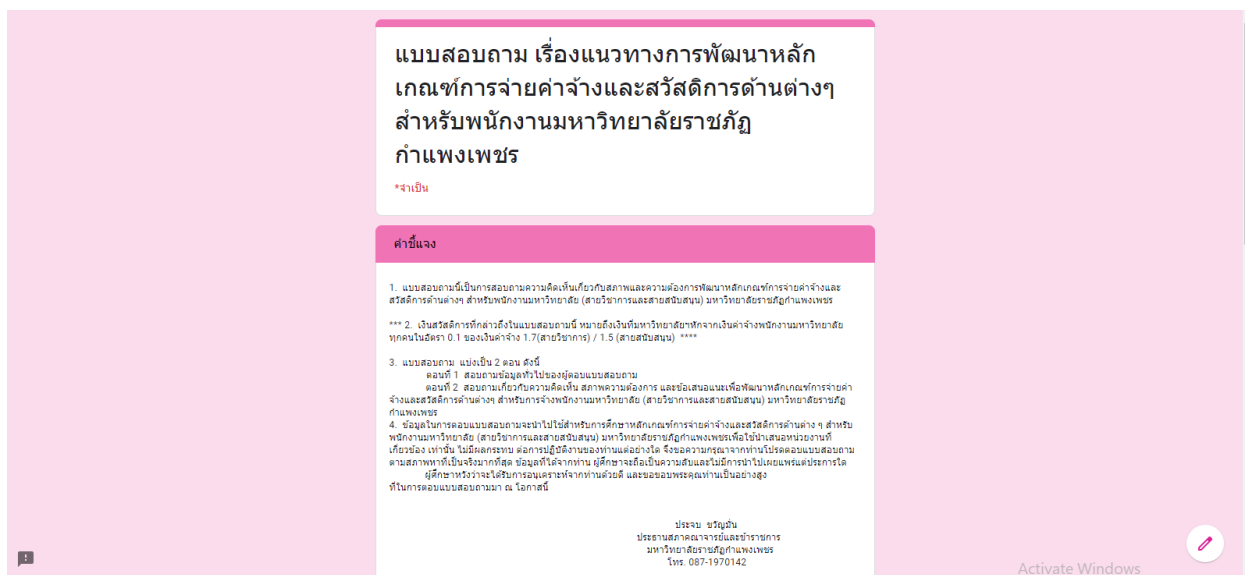 แบบสอบถาม เรื่องแนวทางการพัฒนาหลัก
เกณฑ์การจ่ายค่าจ้างและสวัสดิการด้านต่างๆ
สำหรับพนักงานมหาวิทยาลัยราชภัฏ
กำแพงเพชร
*จำเป็น
คำชี้แจง
1. แบบสอบถามนี้เป็นการสอบถามความคิดเห็นเกี่ยวกับสภาพและความต้องการพัฒนาหลักเกณฑ์การจ่ายค่าจ้างและ
สวัสดิการด้านต่างๆ สำหรับพนักงานมหาวิทยาลัย (สายวิชาการและสายสนับสนุน) มหาวิทยาลัยราชภัฏกำแพงเพชร
*** 2. เงินสวัสดิการที่กล่าวถึงในแบบสอบถามนี้ หมายถึงเงินที่มหาวิทยาลัยฯหักจากเงินค่าจ้างพนักงานมหาวิทยาลัย
ทุกคนในอัตรา 0.1 ของเงินค่าจ้าง 1.7(สายวิชาการ) / 1.5 (สายสนับสนุน) ****
3. แบบสอบถาม แบ่งเป็น 2 ตอน ดังนี้
ตอนที่ 1 สอบถามข้อมูลทั่วไปของผู้ตอบแบบสอบถาม
ตอนที่ 2 สอบถามเกี่ยวกับความคิดเห็น สภาพความต้องการ และข้อเสนอแนะเพื่อพัฒนาหลักเกณฑ์การจ่ายค่า
จ้างและสวัสดิการด้านต่างๆ สำหรับการจ้างพนักงานมหาวิทยาลัย (สายวิชาการและสายสนับสนุน) มหาวิทยาลัยราชภัฏ
กำแพงเพชร
4. ข้อมูลในการตอบแบบสอบถามจะนำไปใช้สำหรับการศึกษาหลักเกณฑ์การจ่ายค่าจ้างและสวัสดิการด้านต่าง ๆ สำหรับ
พนักงานมหาวิทยาลัย (สายวิชาการและสายสนับสนุน) มหาวิทยาลัยราชภัฏกำแพงเพชรเพื่อใช้นำเสนอหน่วยงานที่
เกี่ยวข้อง เท่านั้น ไม่มีผลกระทบ ต่อการปฏิบัติงานของท่านแต่อย่างใด จึงขอความกรุณาจากท่านโปรดตอบแบบสอบถาม
ตามสภาพหาที่เป็นจริงมากที่สุด ข้อมูลที่ได้จากท่าน ผู้ศึกษาจะถือเป็นความลับและไม่มีการนำไปเผยแพร่แต่ประการใด
ผู้ศึกษาหวังว่าจะได้รับการอนุเคราะห์จากท่านด้วยดี และขอขอบพระคุณท่านเป็นอย่างสูง
ที่ในการตอบแบบสอบถามมา ณ โอกาสนี้
ประจบ ขวัญมั่น
ประธานสภาคณาจารย์และข้าราชการ
มหาวิทยาลัยราชภัฏกำแพงเพชร
โทร. 087-1970142
Activate Windows